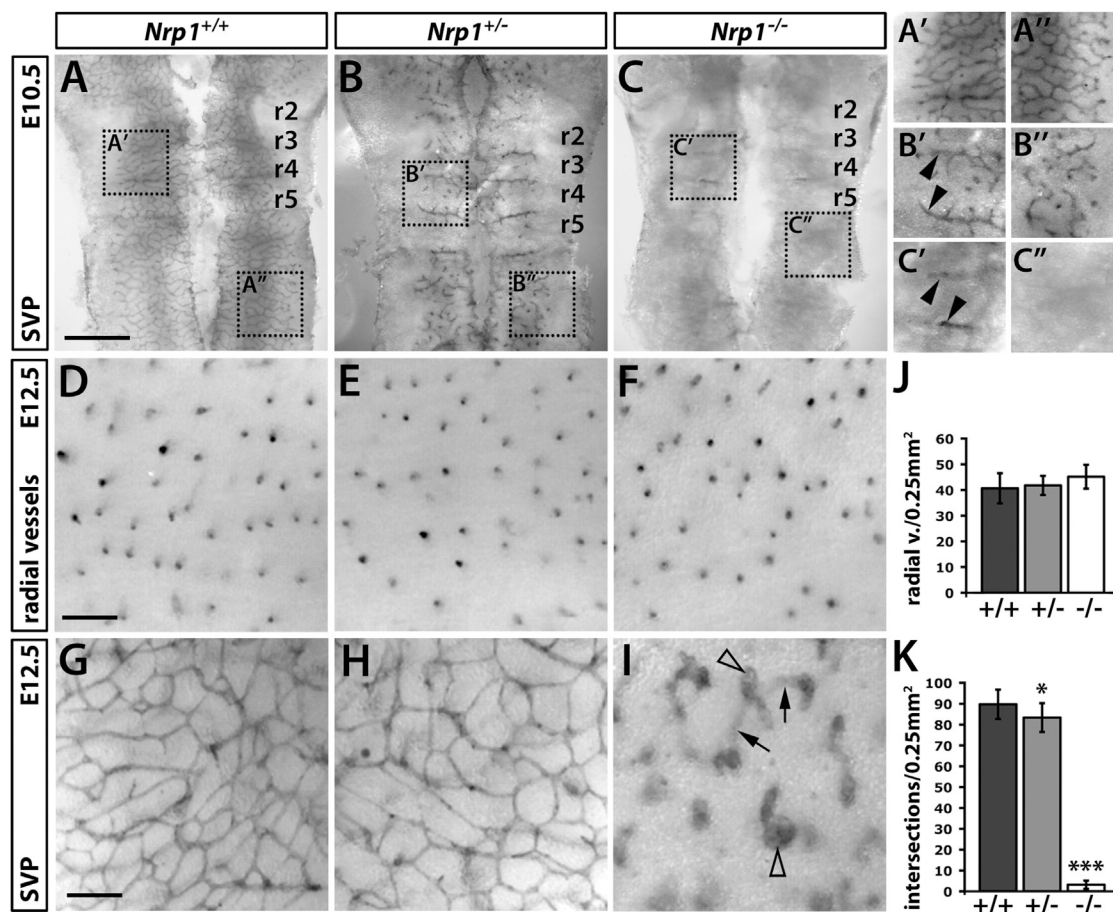 Nrp1+/+
Nrp1+/-
Nrp1-/-
E10.5
SVP
A
A′
A″
r2
r3
r4
r5
B
B′
B″
r2
r3
r4
r5
C
C′
C″
r2
r3
r4
r5
A′
A″
B′
B″
C′
C″
E12.5
radial vessels
D
E
F
J
radial v./0.25mm²
60
50
40
30
20
10
0
+/+
+/-
-/-
E12.5
SVP
G
H
I
K
intersections/0.25mm²
100
90
80
70
60
50
40
30
20
10
0
*
***
+/+
+/-
-/-